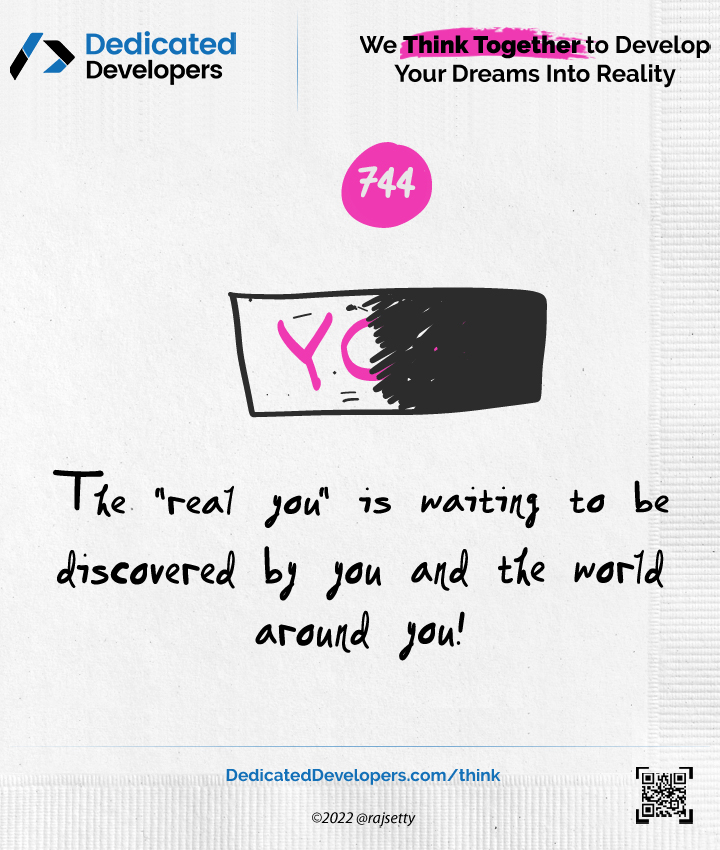 Dedicated
Developers
We Think Together to Develop
Your Dreams Into Reality
744
YO
The "real you" is waiting to be
discovered by you and the world
around you!
DedicatedDevelopers.com/think
©2022 @rajsetty